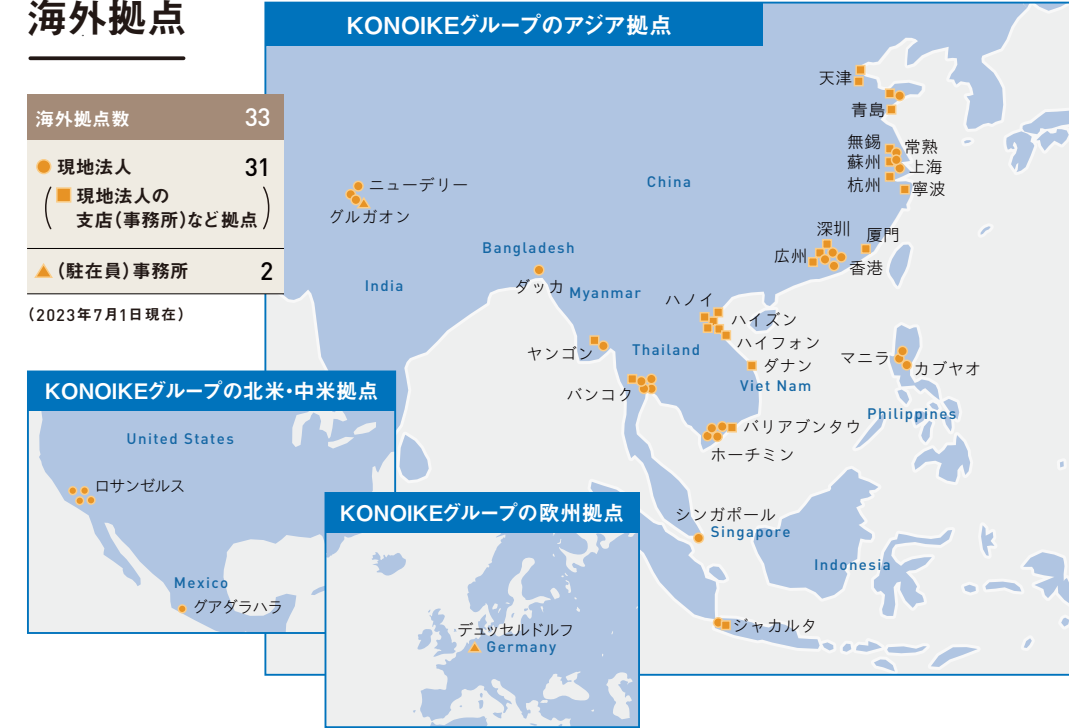 海外拠点
海外拠点数 33
現地法人 31
(現地法人の
支店(事務所)など拠点)
(駐在員)事務所 2
(2023年7月1日現在)
KONOIKEグループのアジア拠点
天津
青島
無錫
常熟
蘇州
上海
杭州
寧波
China
ニューデリー
グルガオン
深圳
厦門
広州
香港
Bangladesh
India
ダッカ
Myanmar
ハノイ
ハイズン
ハイフォン
ヤンゴン
Thailand
ダナン
マニラ
カブヤオ
バンコク
Viet Nam
Philippines
バリアブンタウ
ホーチミン
シンガポール
Singapore
Indonesia
ジャカルタ
KONOIKEグループの北米・中米拠点
United States
ロサンゼルス
Mexico
グアダラハラ
KONOIKEグループの欧州拠点
デュッセルドルフ
Germany